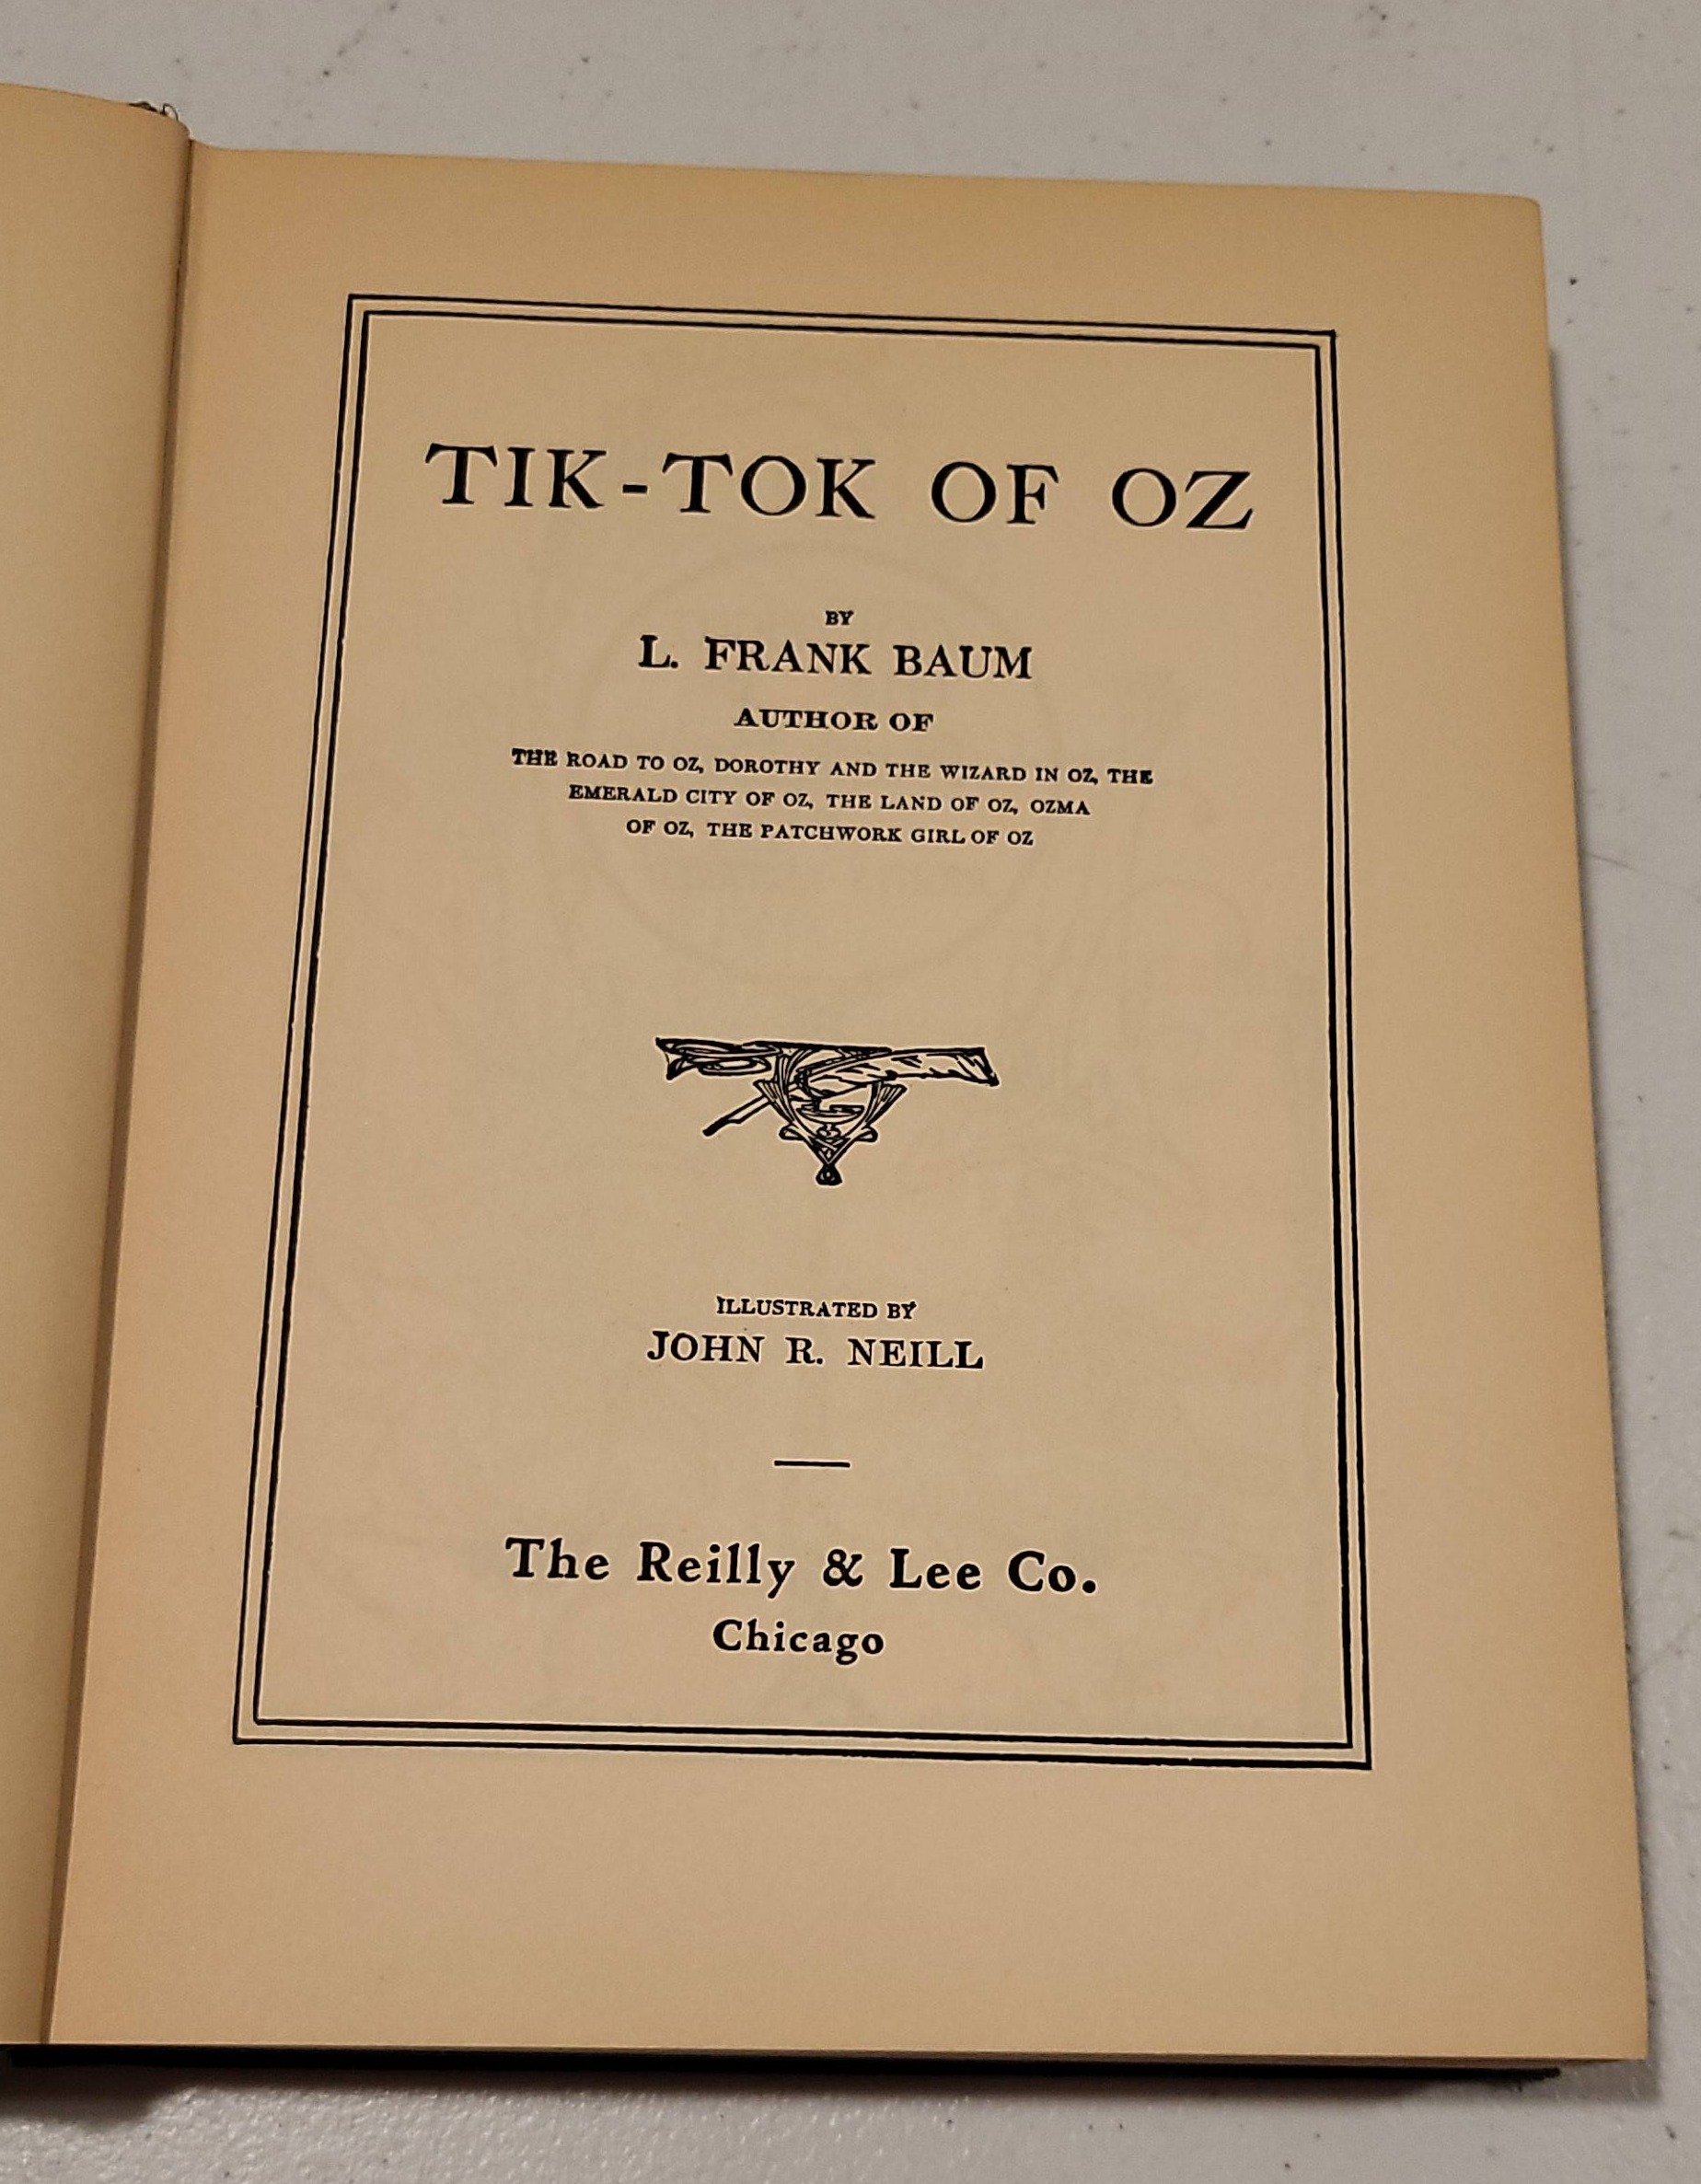 TIK-TOK OF OZ
BY
L. FRANK BAUM
AUTHOR OF
THE ROAD TO OZ, DOROTHY AND THE WIZARD IN OZ, THE
EMERALD CITY OF OZ, THE LAND OF OZ, OZMA
OF OZ, THE PATCHWORK GIRL OF OZ
ILLUSTRATED BY
JOHN R. NEILL
The Reilly & Lee Co.
Chicago